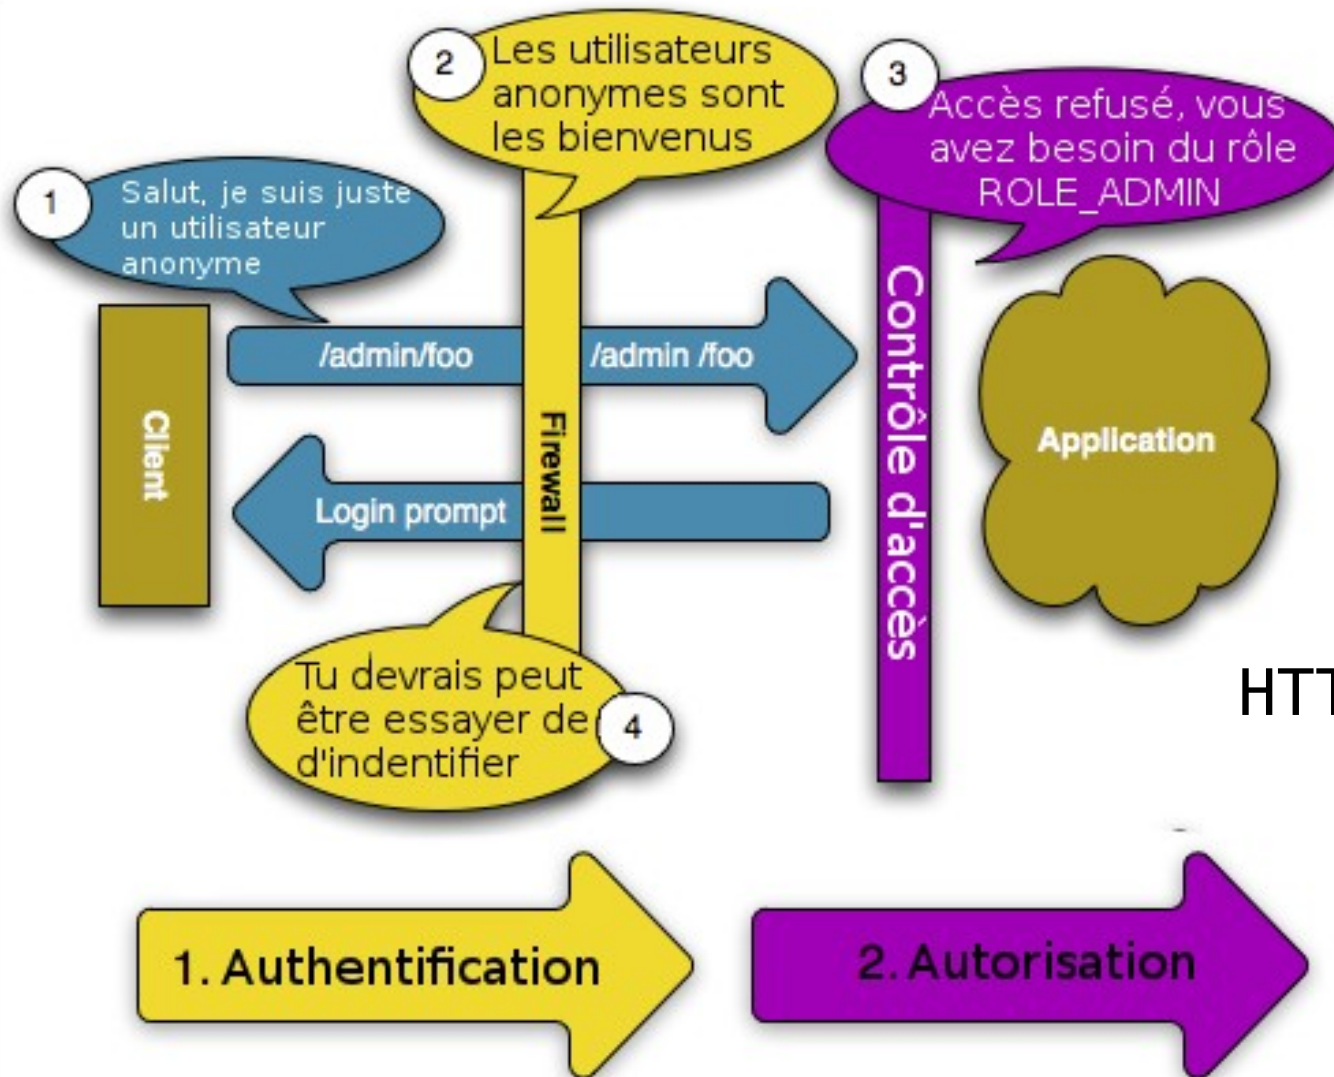 2
Les utilisateurs
anonymes sont
les bienvenus
3
Accès refusé, vous
avez besoin du rôle
ROLE_ADMIN
1
Salut, je suis juste
un utilisateur
anonyme
/admin/foo
/admin /foo
Client
Firewall
Contrôle d'accès
Application
Login prompt
Tu devrais peut
être essayer de
d'indentifier
4
HTT
1. Authentification
2. Autorisation